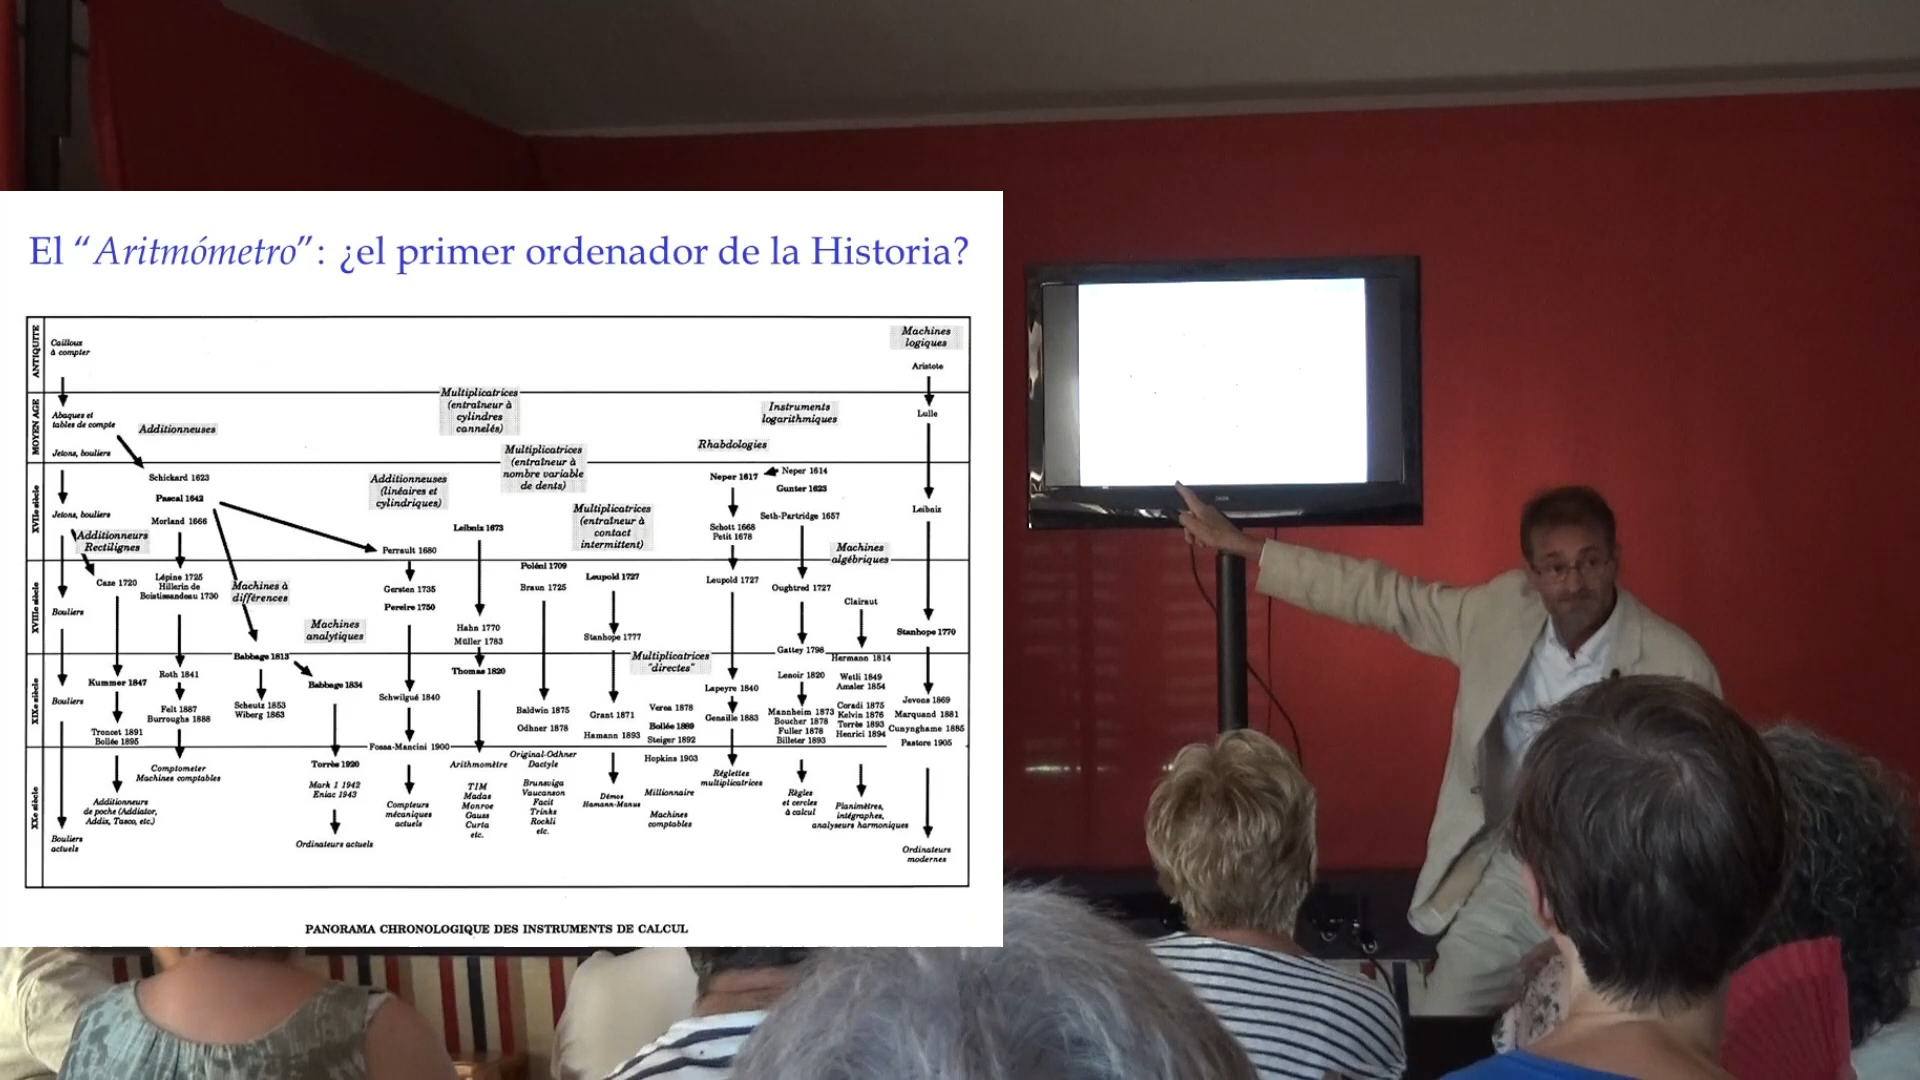 El “Aritmómetro”: ¿el primer ordenador de la Historia?
ANTIQUITE
Cailloux
à compter
Machines
logiques
Aristote
MOYEN AGE
Abaques et
tables de compte
Jetons, bouliers
Additionneuses
Multiplicatrices
(entraîneur à
cylindres
cannelés)
Multiplicatrices
(entraîneur à
nombre variable
de dents)
Rhabdologies
Instruments
logarithmiques
Lulle
XVIIe siècle
Jetons, bouliers
Additionneurs
Rectilignes
Schickard 1623
Pascal 1642
Morland 1666
Additionneuses
(linéaires et
cylindriques)
Perrault 1680
Leibniz 1673
Multiplicatrices
(entraîneur à
contact
intermittent)
Neper 1617
Schott 1668
Petit 1678
Neper 1614
Gunter 1623
Seth-Partridge 1657
Machines
algébriques
Leibniz
XVIIIe siècle
Bouliers
Caze 1720
Lépine 1725
Hillerin de
Boistissandeau 1730
Machines à
différences
Machines
analytiques
Gersten 1735
Pereire 1750
Hahn 1770
Müller 1783
Poléni 1709
Braun 1725
Leupold 1727
Stanhope 1777
Multiplicatrices
"directes"
Leupold 1727
Oughtred 1727
Gattey 1798
Clairaut
Stanhope 1770
XIXe siècle
Bouliers
Kummer 1847
Troncet 1891
Bollée 1895
Roth 1841
Felt 1887
Burroughs 1888
Babbage 1813
Scheutz 1853
Wiberg 1863
Babbage 1834
Schwilgué 1840
Thomas 1820
Baldwin 1875
Odhner 1878
Grant 1871
Hamann 1893
Verea 1878
Bollée 1889
Steiger 1892
Lapeyre 1840
Genaille 1883
Lenoir 1820
Mannheim 1873
Boucher 1878
Fuller 1878
Billeter 1893
Hermann 1814
Wetli 1849
Amsler 1854
Coradi 1875
Kelvin 1876
Torrès 1893
Henrici 1894
Jevons 1869
Marquand 1881
Cunynghame 1885
Pastore 1905
XXe siècle
Bouliers
actuels
Additionneurs
de poche (Addiator,
Addix, Tasco, etc.)
Comptometer
Machines comptables
Torrès 1920
Mark 1 1942
Eniac 1943
Ordinateurs actuels
Fossa-Mancini 1900
Compteurs
mécaniques
actuels
Arithmomètre
TIM
Madas
Monroe
Gauss
Curta
etc.
Original-Odhner
Dactyle
Brunsviga
Vaucanson
Facit
Trinks
Rockli
etc.
Démos
Hamann-Manus
Hopkins 1903
Millionnaire
Machines
comptables
Réglettes
multiplicatrices
Règles
et cercles
à calcul
Planimètres,
intégraphes,
analyseurs harmoniques
Ordinateurs
modernes
PANORAMA CHRONOLOGIQUE DES INSTRUMENTS DE CALCUL